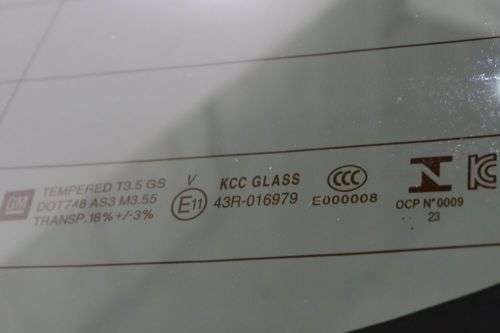 GM
TEMPERED T3.5 GS
DOT748 AS3 M3.55
TRANSP. 18% +/-3%
V
E11
KCC GLASS
43R-016979
CCC
E000008
N
OCP N°0009
23
KC